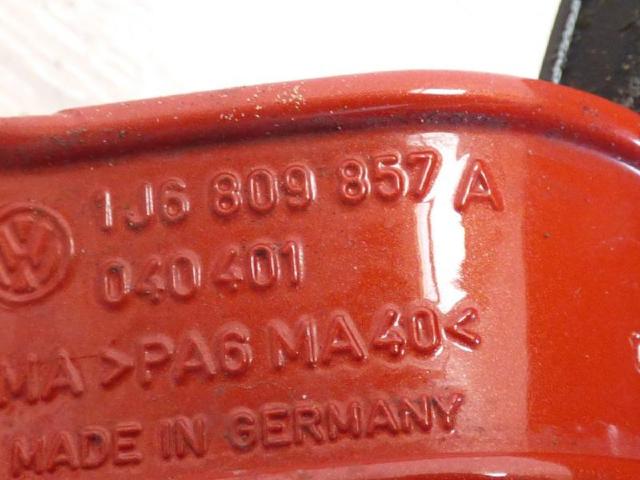 1J6 809 857 A
040401
MA >PA6 MA40<
MADE IN GERMANY